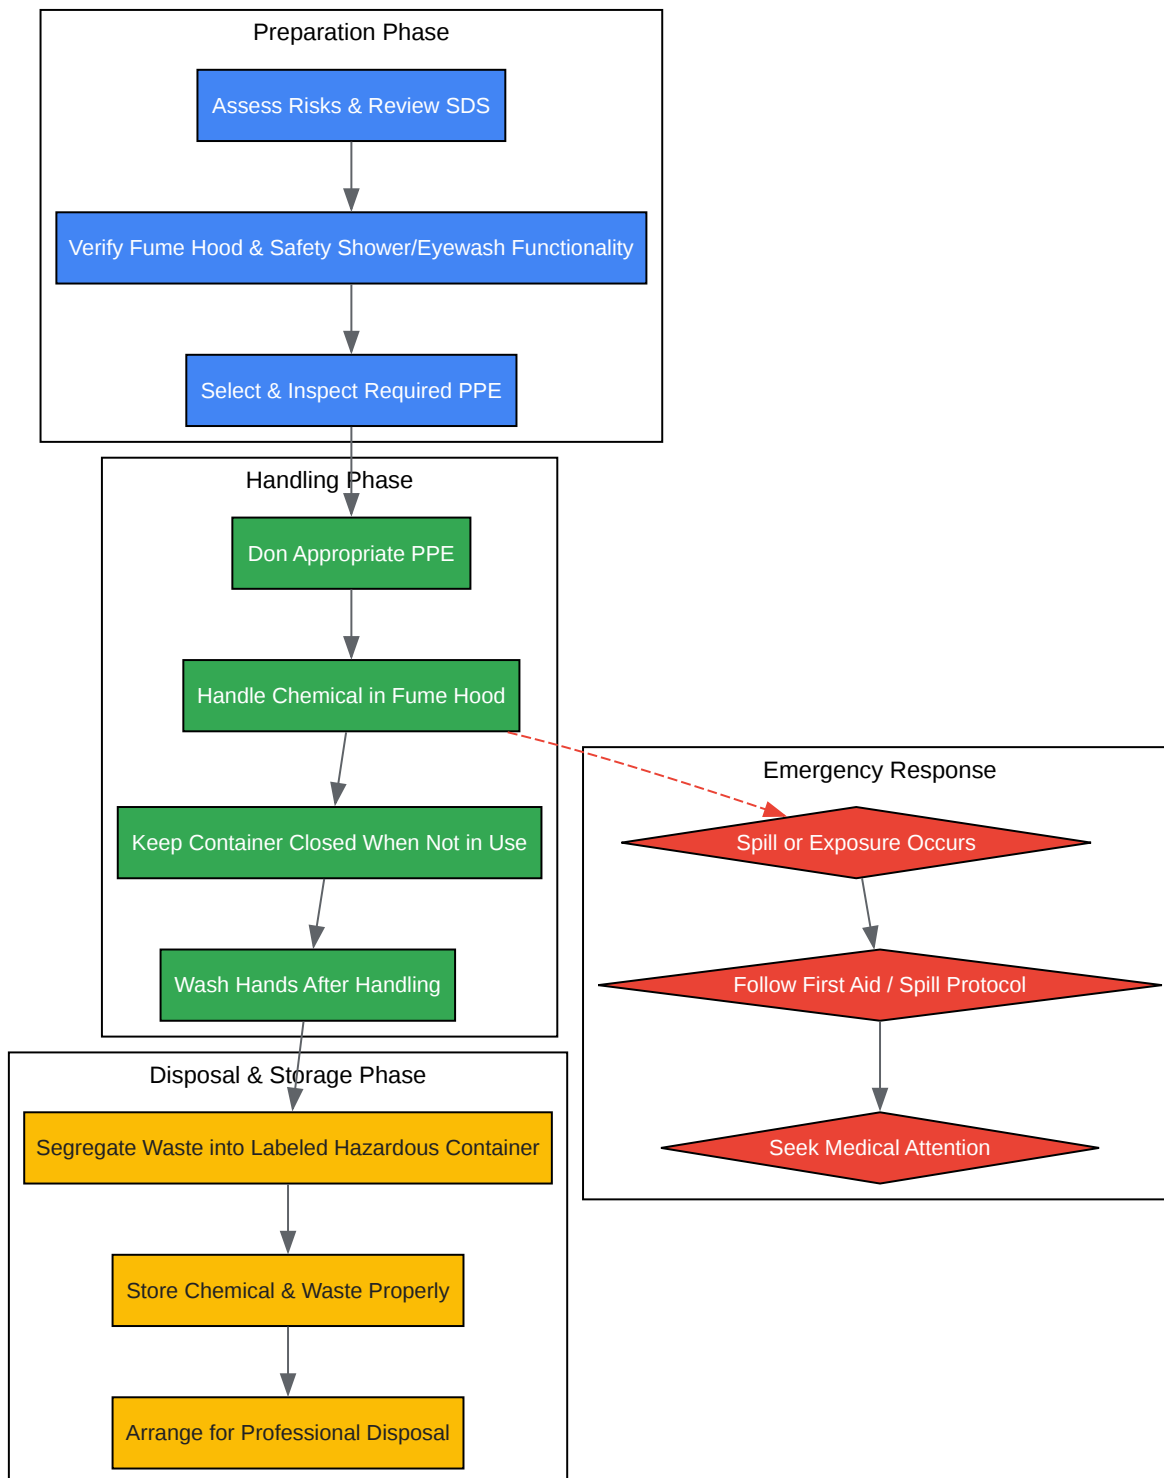 Preparation Phase
Assess Risks & Review SDS
Verify Fume Hood & Safety Shower/Eyewash Functionality
Select & Inspect Required PPE
Handling Phase
Don Appropriate PPE
Handle Chemical in Fume Hood
Keep Container Closed When Not in Use
Wash Hands After Handling
Emergency Response
Spill or Exposure Occurs
Follow First Aid / Spill Protocol
Seek Medical Attention
Disposal & Storage Phase
Segregate Waste into Labeled Hazardous Container
Store Chemical & Waste Properly
Arrange for Professional Disposal